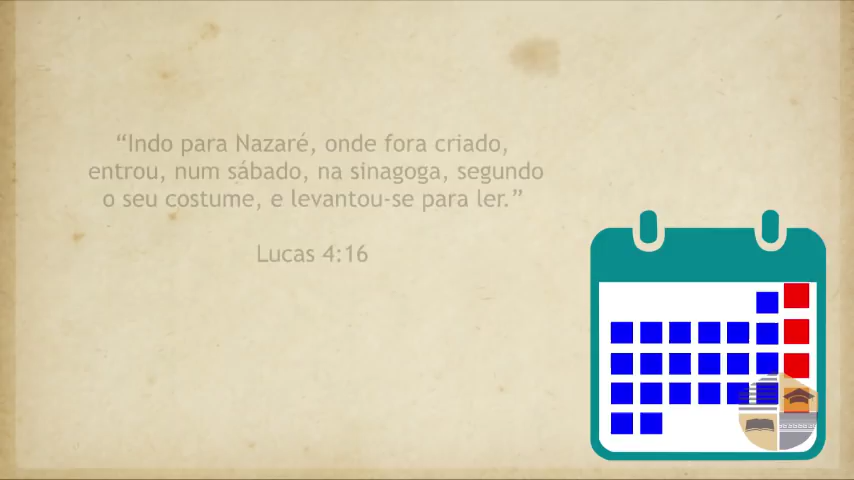 “Indo para Nazaré, onde fora criado,
entrou, num sábado, na sinagoga, segundo
o seu costume, e levantou-se para ler.”
Lucas 4:16